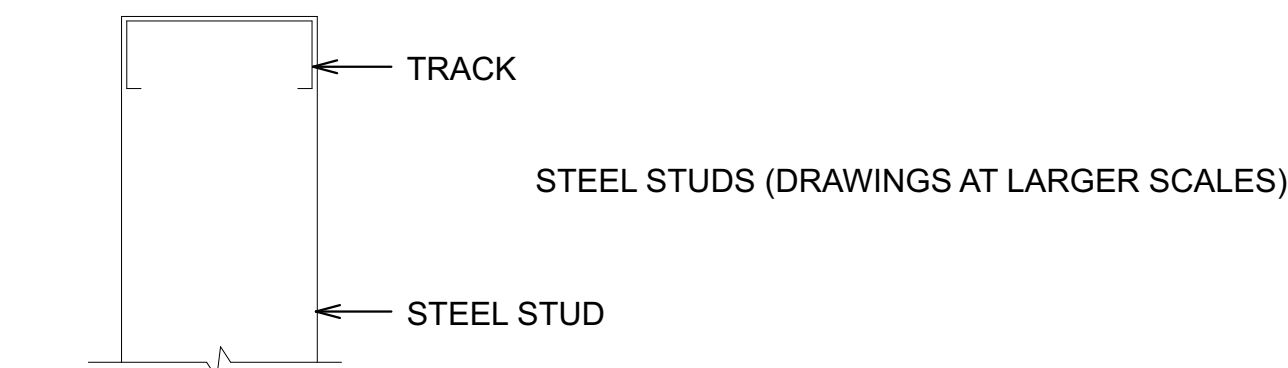 TRACK
STEEL STUDS (DRAWINGS AT LARGER SCALES)
STEEL STUD